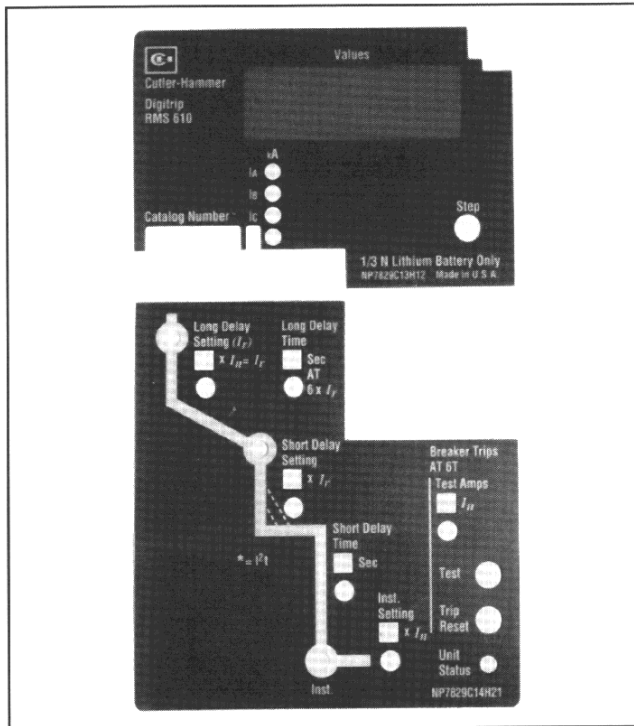 Values
Cutler-Hammer
Digitrip
RMS 610
kA
IA
IB
IC
Catalog Number
Step
1/3 N Lithium Battery Only
NP7829C13H12 Made in U.S.A.
Long Delay
Setting (Ir)
x In = Ir
Long Delay
Time
Sec
AT
6 x Ir
Short Delay
Setting
x Ir
* = I²t
Short Delay
Time
Sec
Inst.
Setting
x In
Inst.
Breaker Trips
AT 6T
Test Amps
In
Test
Trip
Reset
Unit
Status
NP7829C14H21